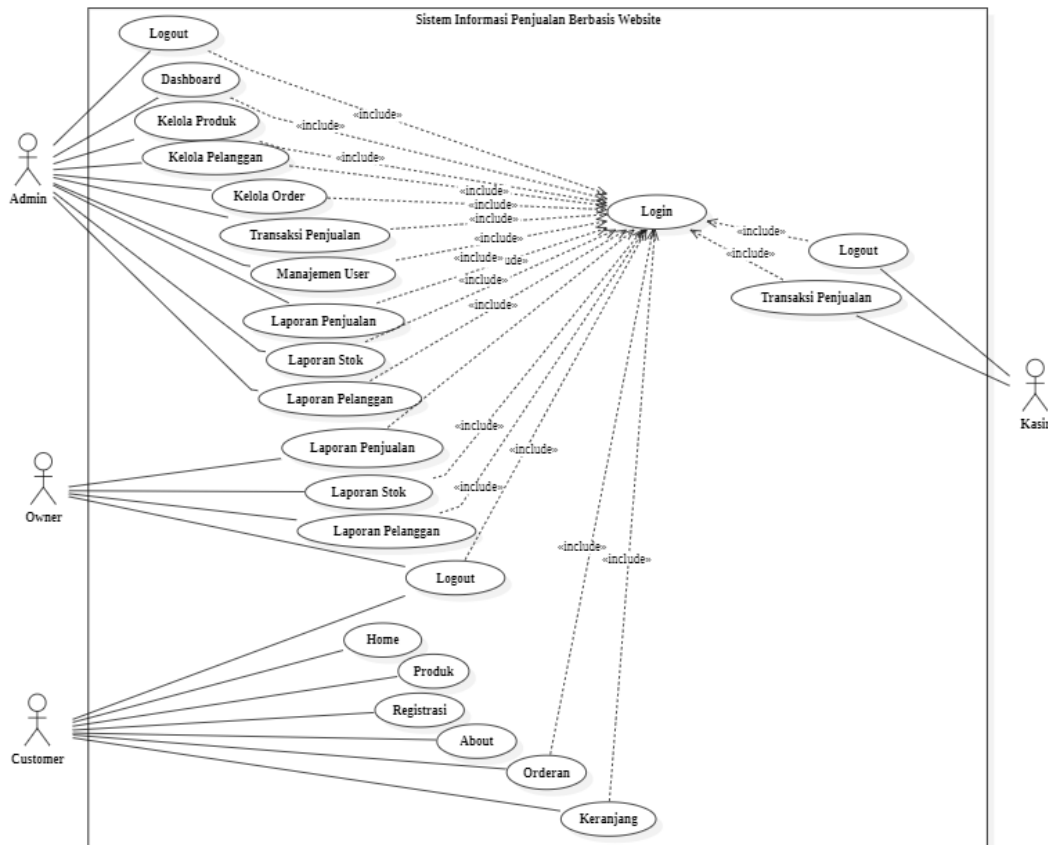 Sistem Informasi Penjualan Berbasis Website
Logout
Dashboard
«include»
«include»
Kelola Produk
Kelola Pelanggan
«include»
Admin
Kelola Order
«include»
«include»
«include»
Login
Transaksi Penjualan
«include»
«include»
Logout
«include»
Manajemen User
«include»
«include»
Transaksi Penjualan
Laporan Penjualan
«include»
Laporan Stok
Laporan Pelanggan
Kasir
«include»
Laporan Penjualan
«include»
Laporan Stok
«include»
Owner
Laporan Pelanggan
«include»
«include»
Logout
Home
Produk
Registrasi
About
Customer
Orderan
Keranjang